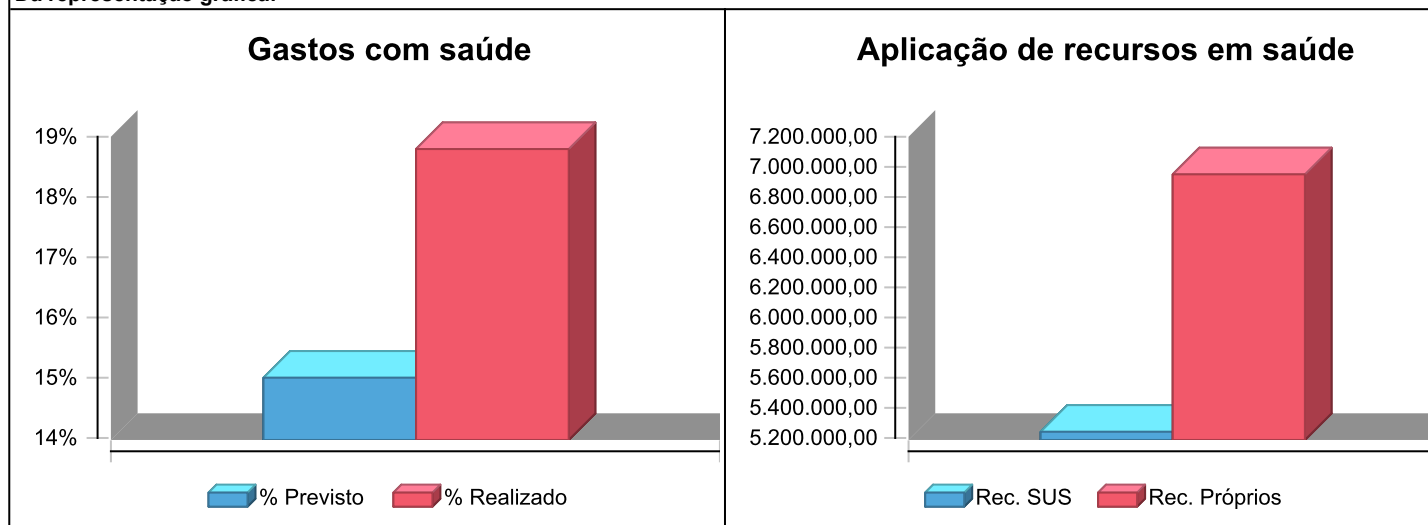 Da representação gráfica:
Gastos com saúde
19%
18%
17%
16%
15%
14%
% Previsto
% Realizado
Aplicação de recursos em saúde
7.200.000,00
7.000.000,00
6.800.000,00
6.600.000,00
6.400.000,00
6.200.000,00
6.000.000,00
5.800.000,00
5.600.000,00
5.400.000,00
5.200.000,00
Rec. SUS
Rec. Próprios